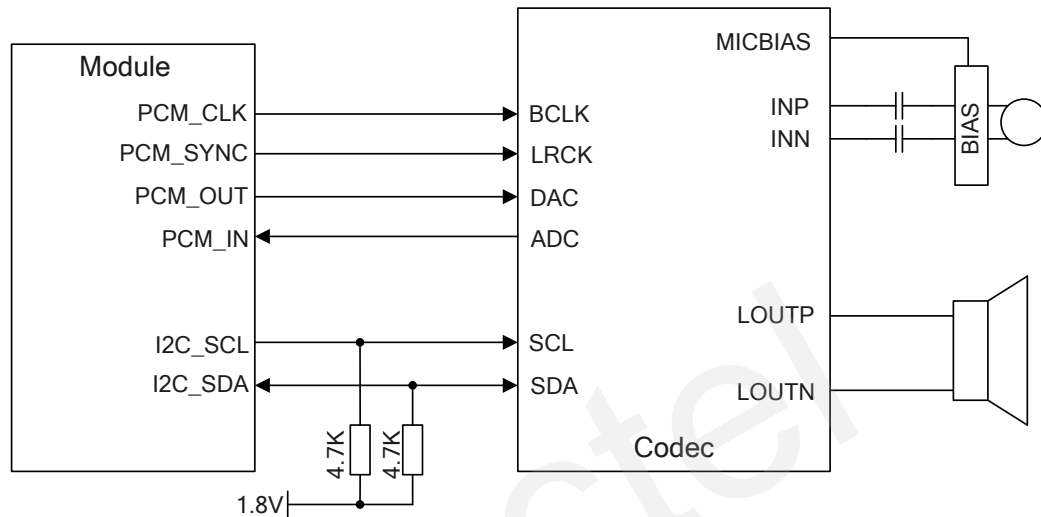 Module
PCM_CLK
PCM_SYNC
PCM_OUT
PCM_IN
I2C_SCL
I2C_SDA
4.7K
4.7K
1.8V
BCLK
LRCK
DAC
ADC
SCL
SDA
Codec
MICBIAS
INP
INN
LOUTP
LOUTN
BIAS